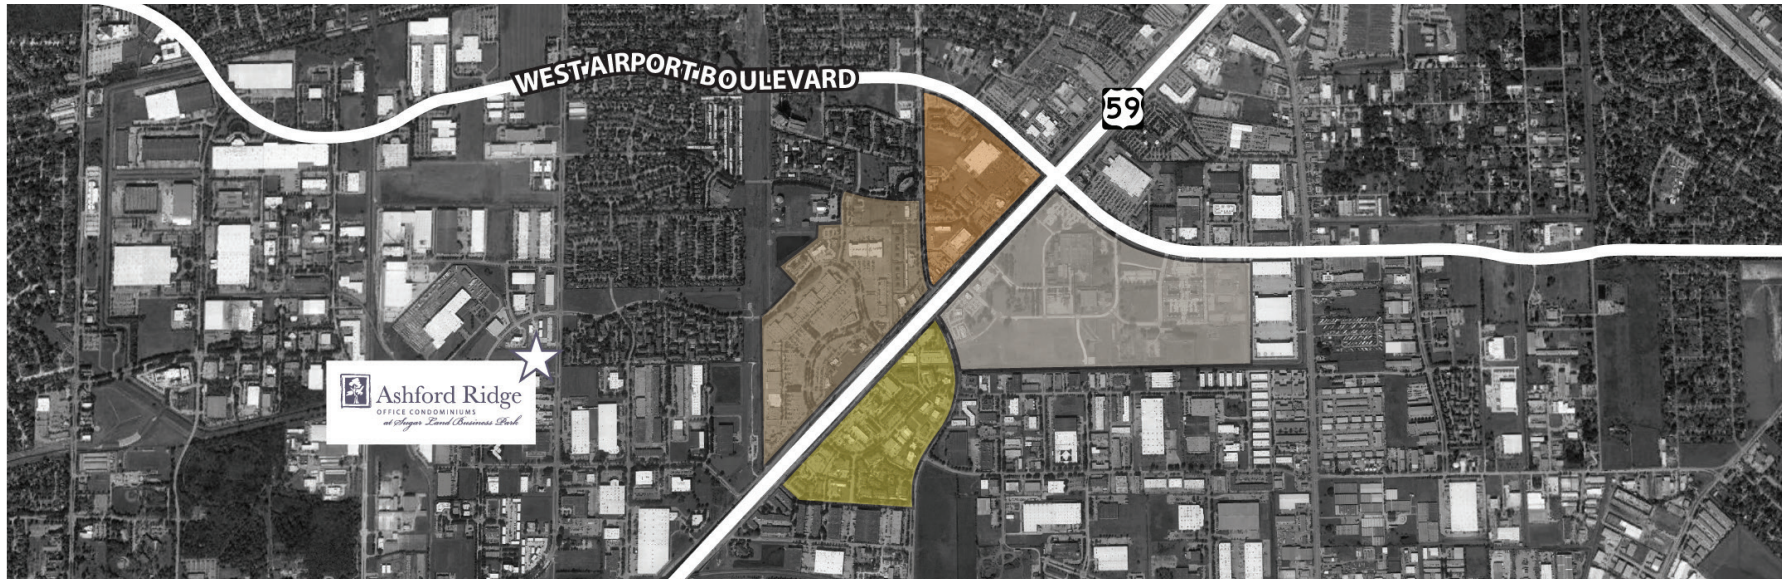 WEST AIRPORT BOULEVARD
59
Ashford Ridge
OFFICE CONDOMINIUMS
at Sugar Land Business Park